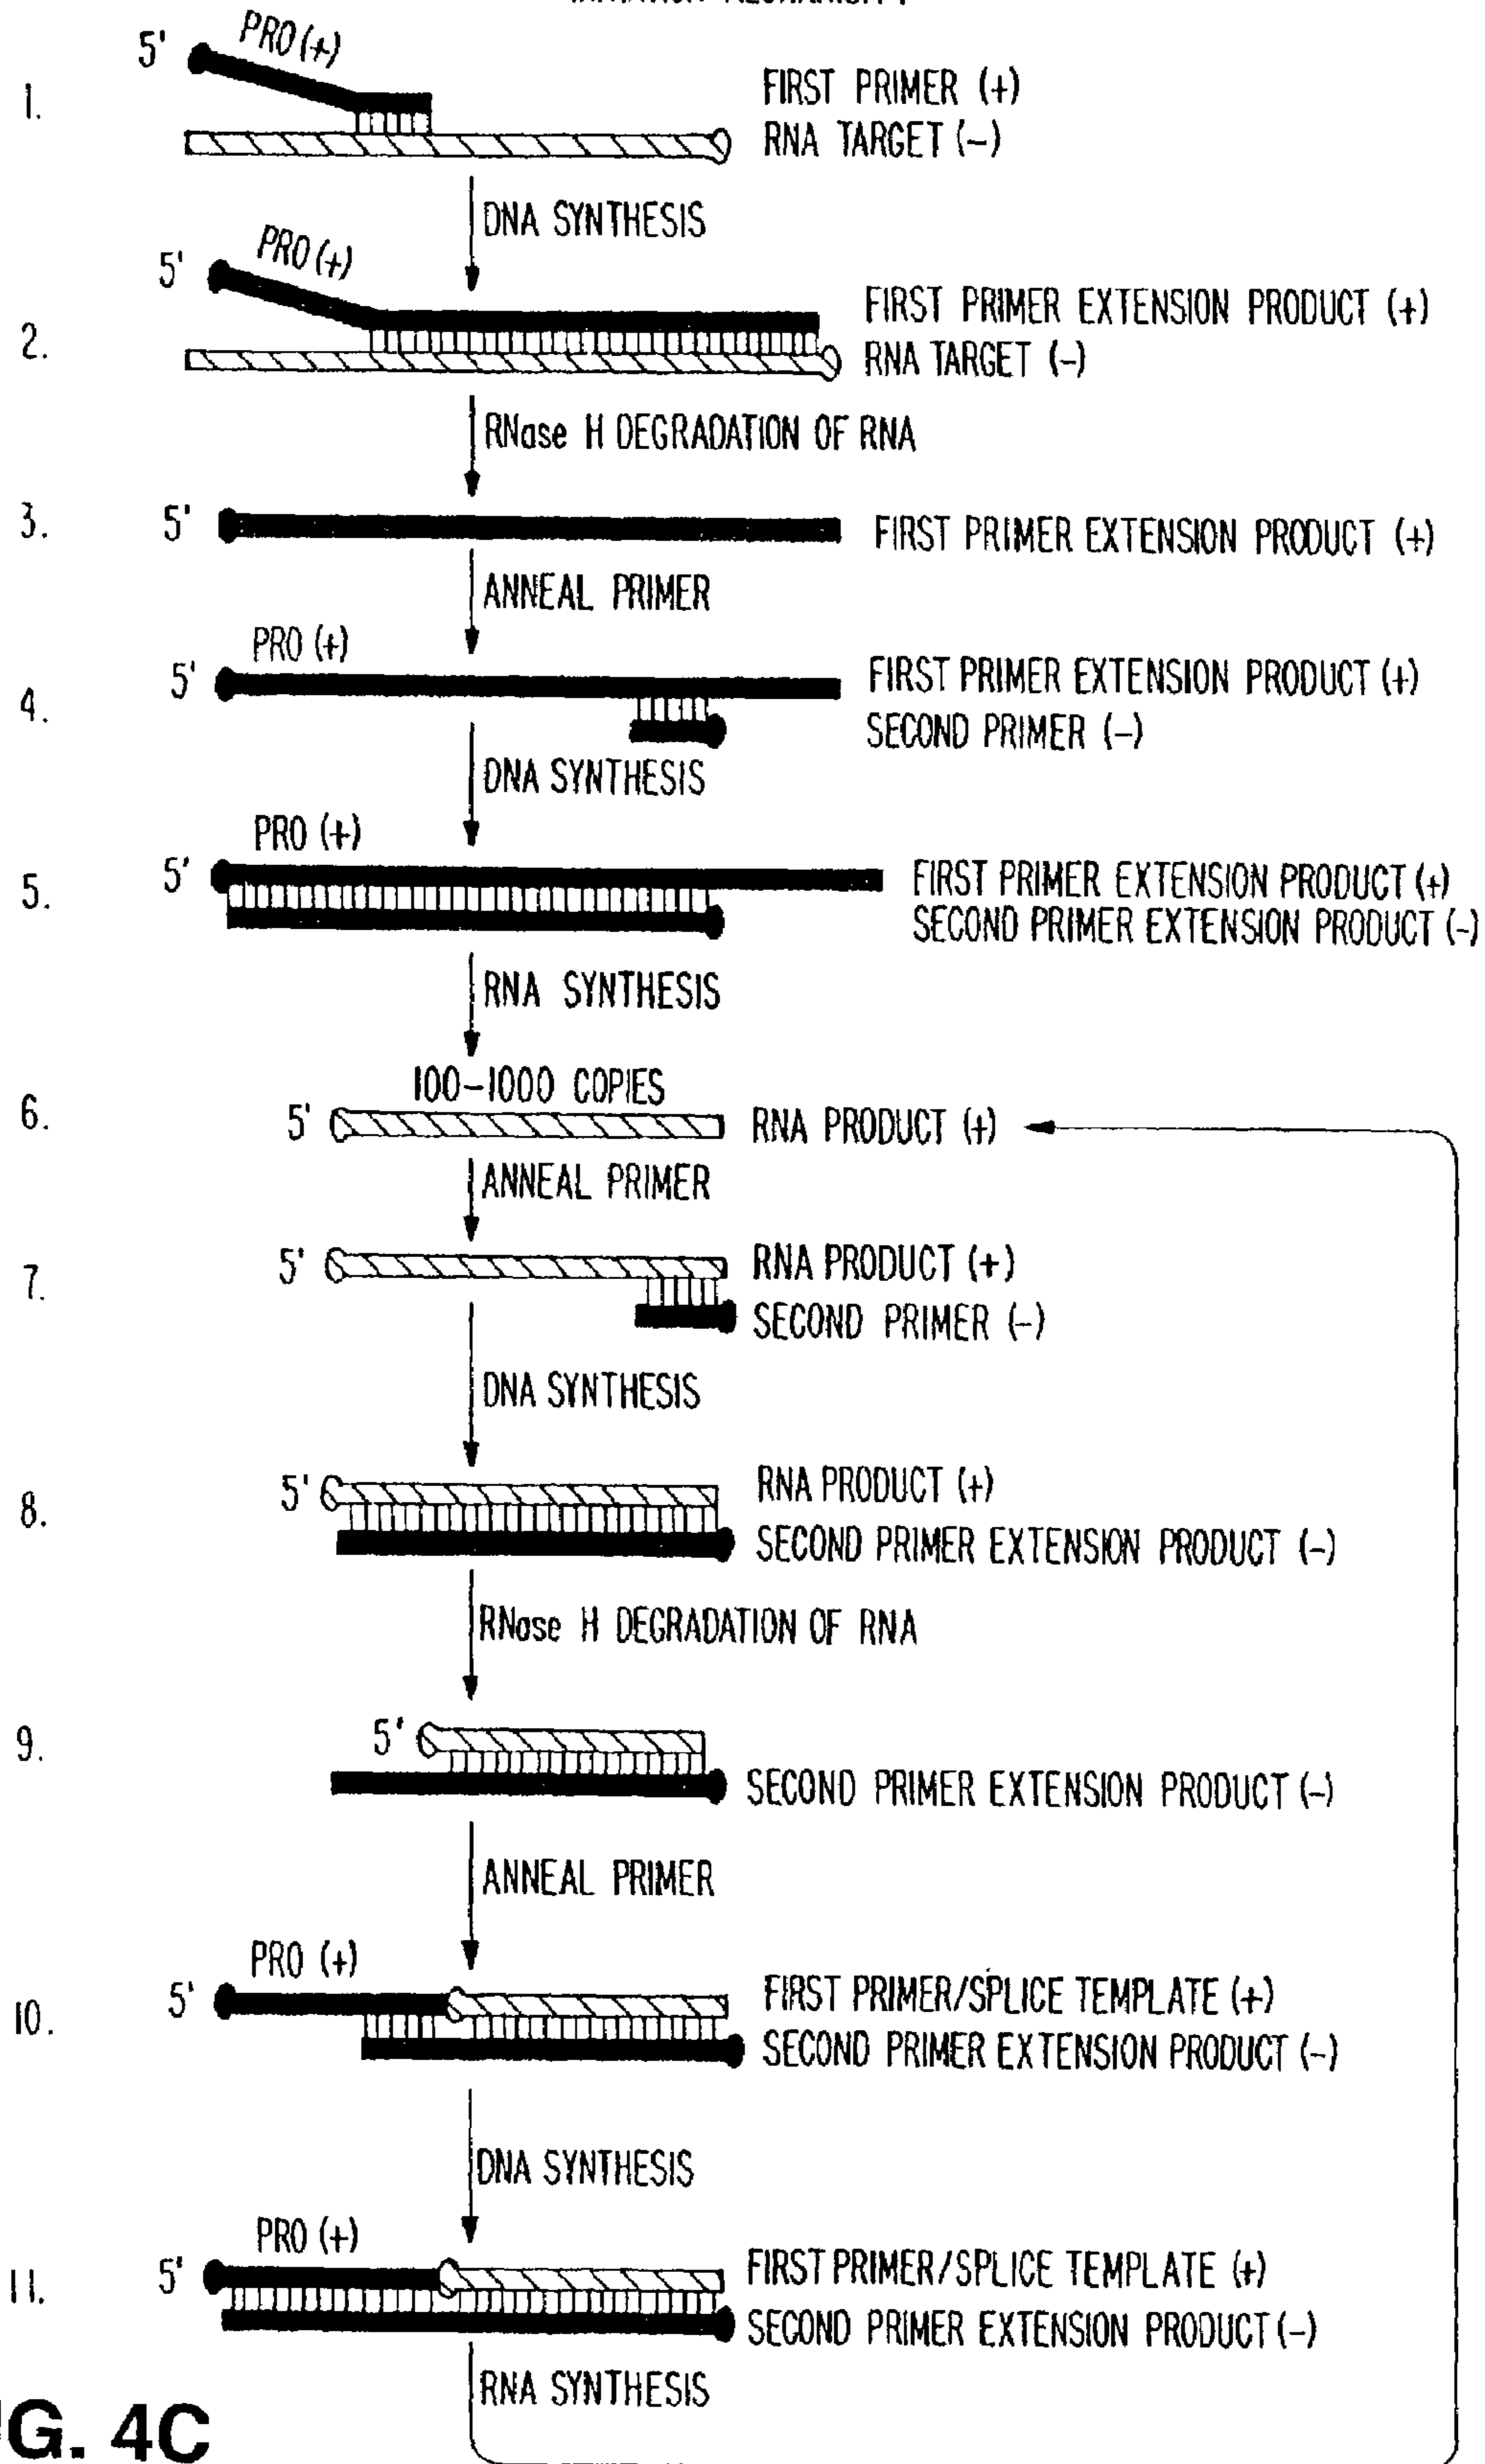 5' PRO (+)
1. FIRST PRIMER (+)
RNA TARGET (-)
DNA SYNTHESIS
5' PRO (+)
2. FIRST PRIMER EXTENSION PRODUCT (+)
RNA TARGET (-)
RNase H DEGRADATION OF RNA
3. 5' FIRST PRIMER EXTENSION PRODUCT (+)
ANNEAL PRIMER
PRO (+)
4. 5' FIRST PRIMER EXTENSION PRODUCT (+)
SECOND PRIMER (-)
DNA SYNTHESIS
PRO (+)
5. 5' FIRST PRIMER EXTENSION PRODUCT (+)
SECOND PRIMER EXTENSION PRODUCT (-)
RNA SYNTHESIS
100-1000 COPIES
6. 5' RNA PRODUCT (+)
ANNEAL PRIMER
7. 5' RNA PRODUCT (+)
SECOND PRIMER (-)
DNA SYNTHESIS
8. 5' RNA PRODUCT (+)
SECOND PRIMER EXTENSION PRODUCT (-)
RNase H DEGRADATION OF RNA
9. 5'
SECOND PRIMER EXTENSION PRODUCT (-)
ANNEAL PRIMER
PRO (+)
10. 5' FIRST PRIMER/SPLICE TEMPLATE (+)
SECOND PRIMER EXTENSION PRODUCT (-)
DNA SYNTHESIS
PRO (+)
11. 5' FIRST PRIMER/SPLICE TEMPLATE (+)
SECOND PRIMER EXTENSION PRODUCT (-)
RNA SYNTHESIS
G. 4C